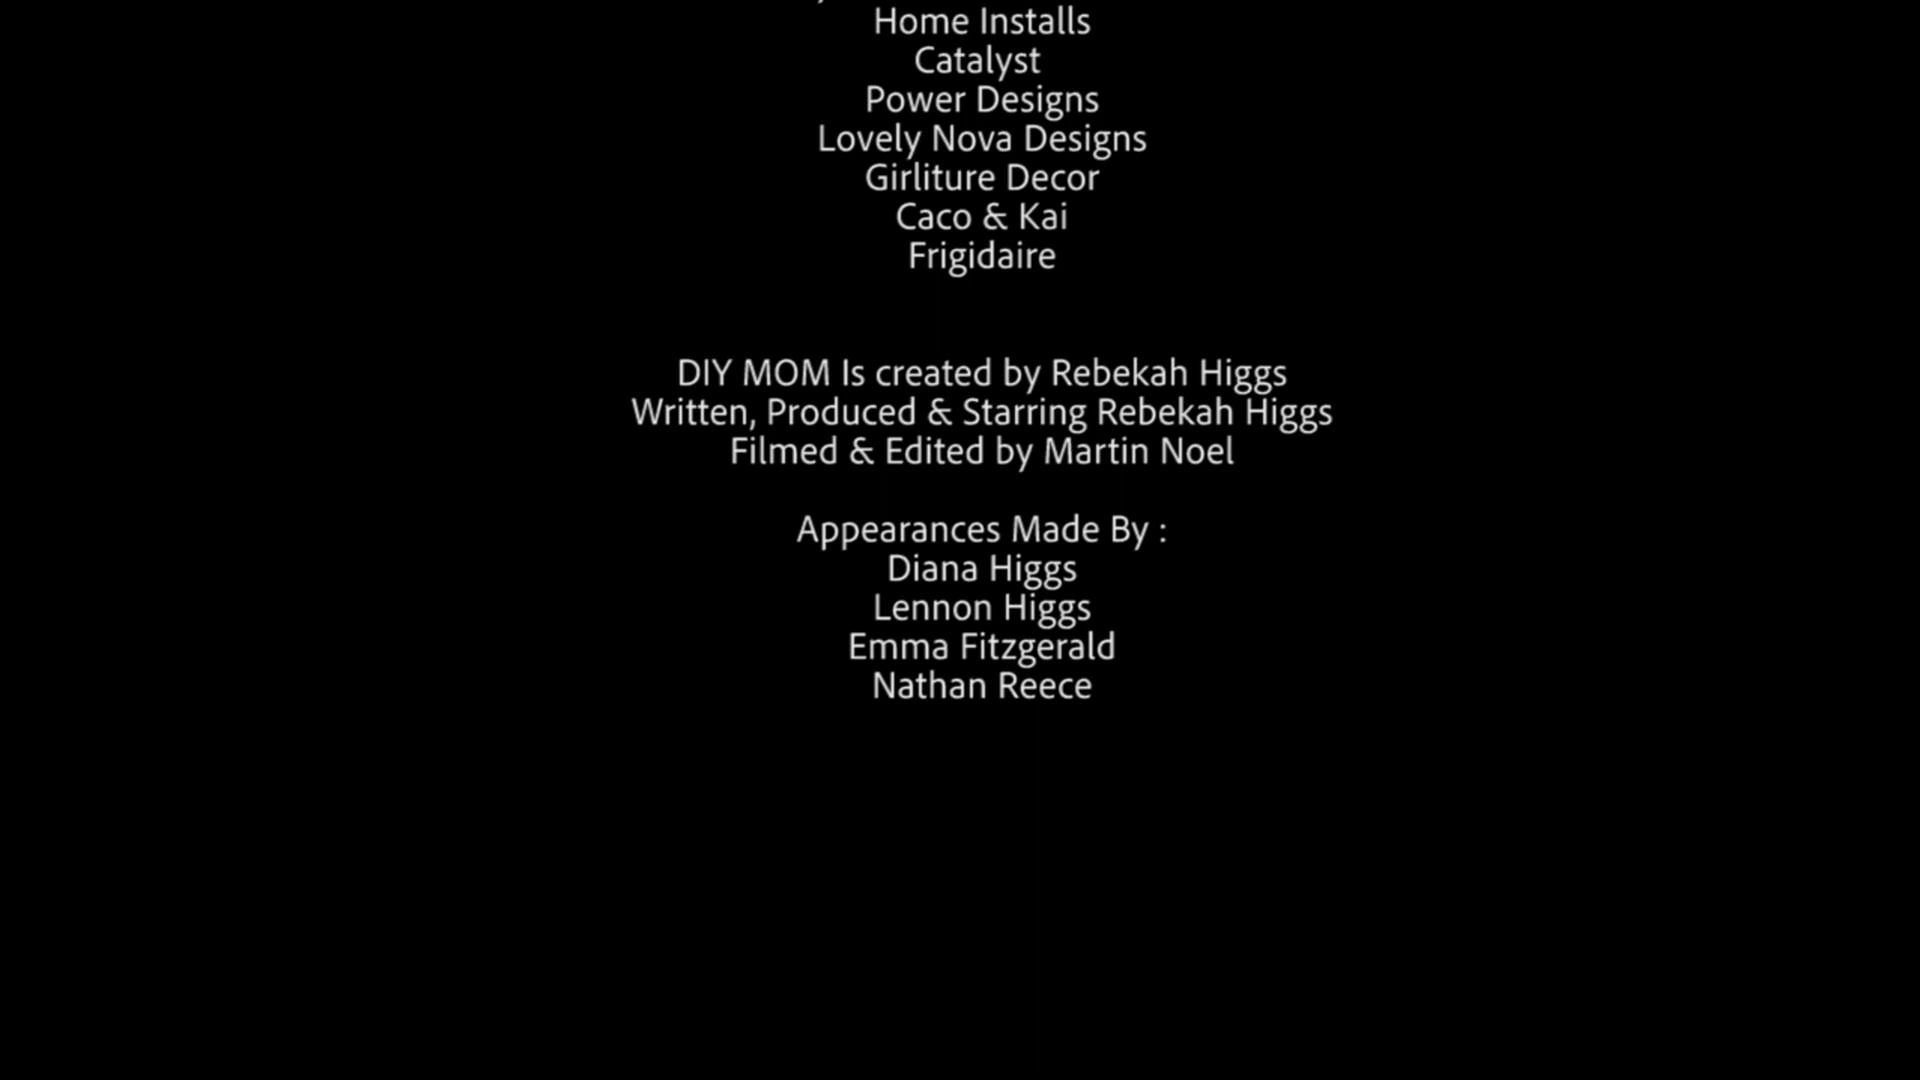 Home Installs
Catalyst
Power Designs
Lovely Nova Designs
Girliture Decor
Caco & Kai
Frigidaire
DIY MOM Is created by Rebekah Higgs
Written, Produced & Starring Rebekah Higgs
Filmed & Edited by Martin Noel
Appearances Made By :
Diana Higgs
Lennon Higgs
Emma Fitzgerald
Nathan Reece